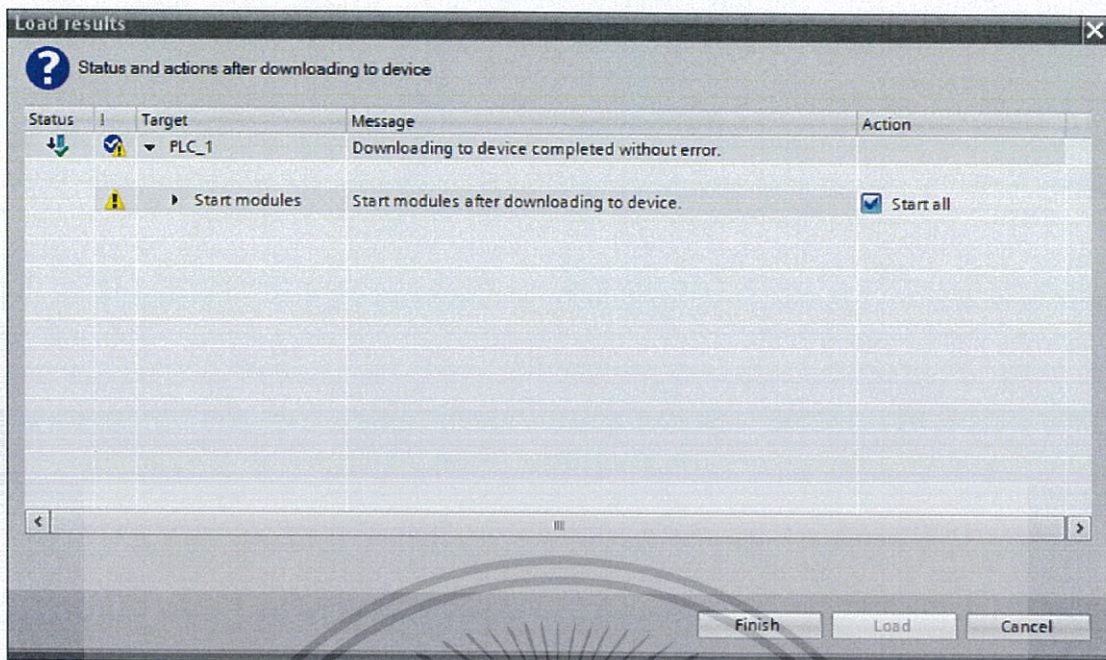 Load results
Status and actions after downloading to device
Status ! Target Message Action
PLC_1 Downloading to device completed without error.
Start modules Start modules after downloading to device. Start all
Finish Load Cancel